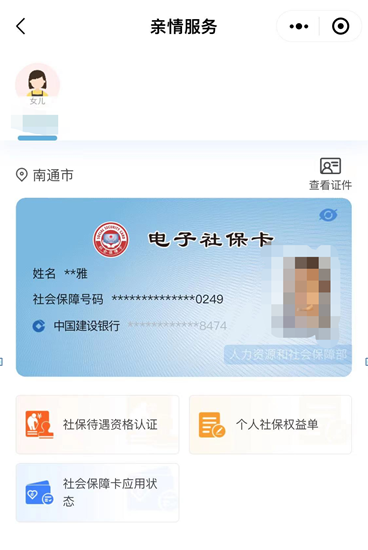 亲情服务
女儿
南通市
查看证件
电子社保卡
姓名 **雅
社会保障号码 **************0249
中国建设银行 ************8474
人力资源和社会保障部
社保待遇资格认证
个人社保权益单
社会保障卡应用状
态